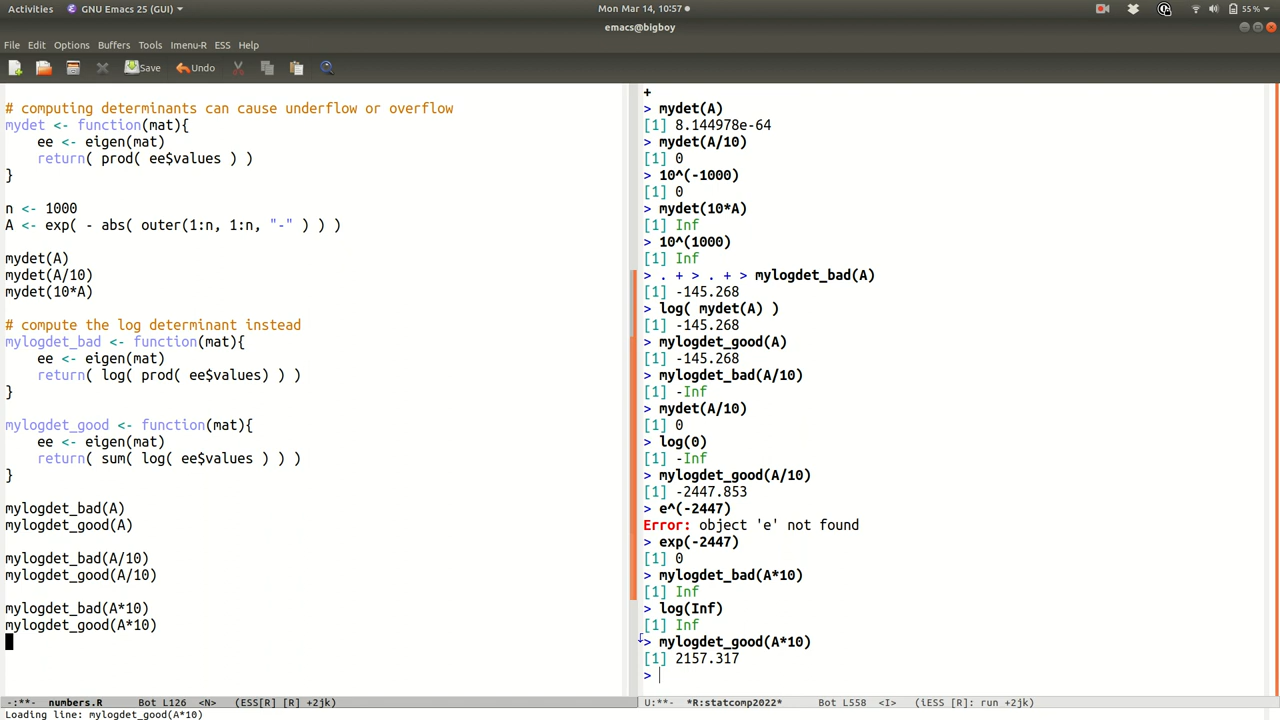 Activities GNU Emacs 25 (GUI) Mon Mar 14, 10:57 55 %
emacs@bigboy
File Edit Options Buffers Tools Imenu-R ESS Help
Save Undo
# computing determinants can cause underflow or overflow
mydet <- function(mat){
    ee <- eigen(mat)
    return( prod( ee$values ) )
}
n <- 1000
A <- exp( - abs( outer(1:n, 1:n, "-" ) ) )
mydet(A)
mydet(A/10)
mydet(10*A)
# compute the log determinant instead
mylogdet_bad <- function(mat){
    ee <- eigen(mat)
    return( log( prod( ee$values) ) )
}
mylogdet_good <- function(mat){
    ee <- eigen(mat)
    return( sum( log( ee$values ) ) )
}
mylogdet_bad(A)
mylogdet_good(A)
mylogdet_bad(A/10)
mylogdet_good(A/10)
mylogdet_bad(A*10)
mylogdet_good(A*10)
-:**- numbers.R Bot L126 <N> (ESS[R] [R] +2jk)
Loading line: mylogdet_good(A*10)
+
> mydet(A)
[1] 8.144978e-64
> mydet(A/10)
[1] 0
> 10^(-1000)
[1] 0
> mydet(10*A)
[1] Inf
> 10^(1000)
[1] Inf
> . + > . + > mylogdet_bad(A)
[1] -145.268
> log( mydet(A) )
[1] -145.268
> mylogdet_good(A)
[1] -145.268
> mylogdet_bad(A/10)
[1] -Inf
> mydet(A/10)
[1] 0
> log(0)
[1] -Inf
> mylogdet_good(A/10)
[1] -2447.853
> e^(-2447)
Error: object 'e' not found
> exp(-2447)
[1] 0
> mylogdet_bad(A*10)
[1] Inf
> log(Inf)
[1] Inf
> mylogdet_good(A*10)
[1] 2157.317
>
U:**- *R:statcomp2022* Bot L558 <I> (iESS [R]: run +2jk)